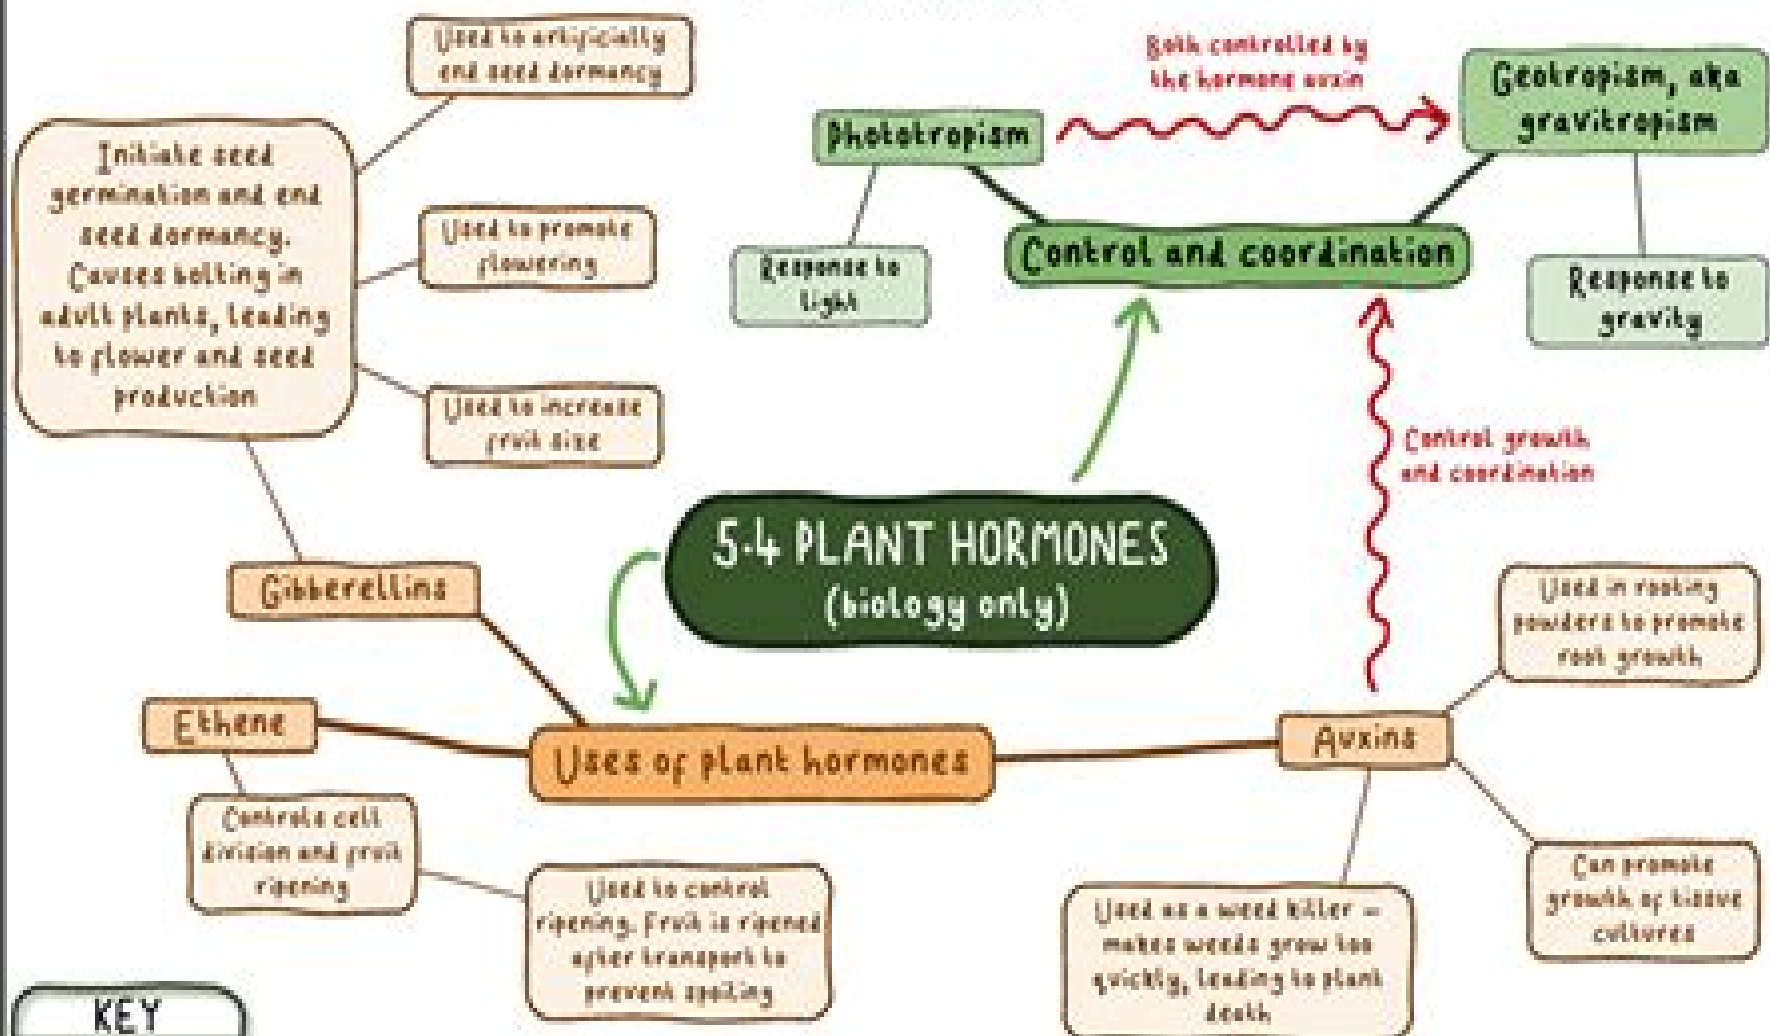 Used to artificially
end seed dormancy
Both controlled by
the hormone auxin
Geotropism, aka
gravitropism
Phototropism
Initiate seed
germination and end
seed dormancy.
Causes bolting in
adult plants, leading
to flower and seed
production
Used to promote
flowering
Control and coordination
Response to
light
Response to
gravity
Used to increase
fruit size
Control growth
and coordination
5.4 PLANT HORMONES
(biology only)
Gibberellins
Used in rooting
powders to promote
root growth
Ethene
Uses of plant hormones
Auxins
Controls cell
division and fruit
ripening
Used to control
ripening. Fruit is ripened
after transport to
prevent spoiling
Used as a weed killer –
makes weeds grow too
quickly, leading to plant
death
Can promote
growth of tissue
cultures
KEY